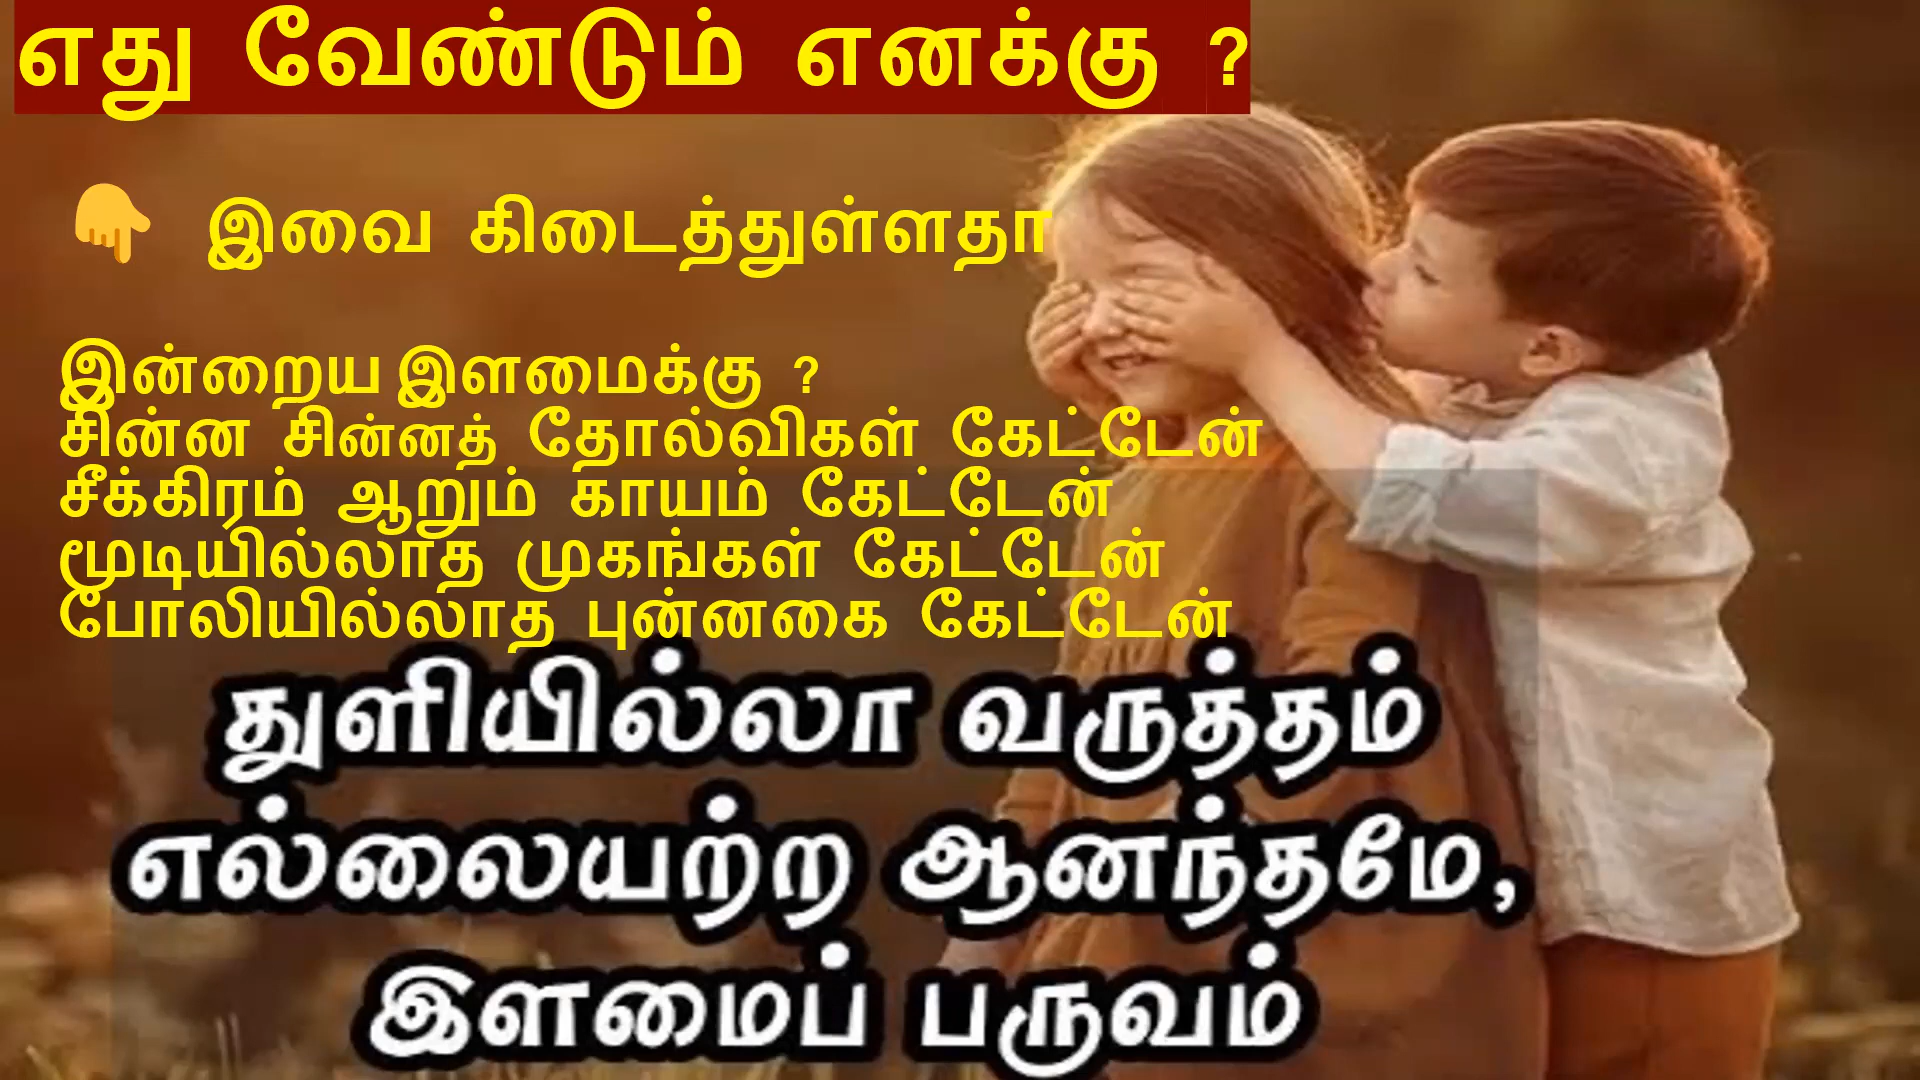 எது வேண்டும் எனக்கு ?
👇 இவை கிடைத்துள்ளதா
இன்றைய இளமைக்கு ?
சின்ன சின்னத் தோல்விகள் கேட்டேன்
சீக்கிரம் ஆறும் காயம் கேட்டேன்
மூடியில்லாத முகங்கள் கேட்டேன்
போலியில்லாத புன்னகை கேட்டேன்
துளியில்லா வருத்தம்
எல்லையற்ற ஆனந்தமே,
இளமைப் பருவம்